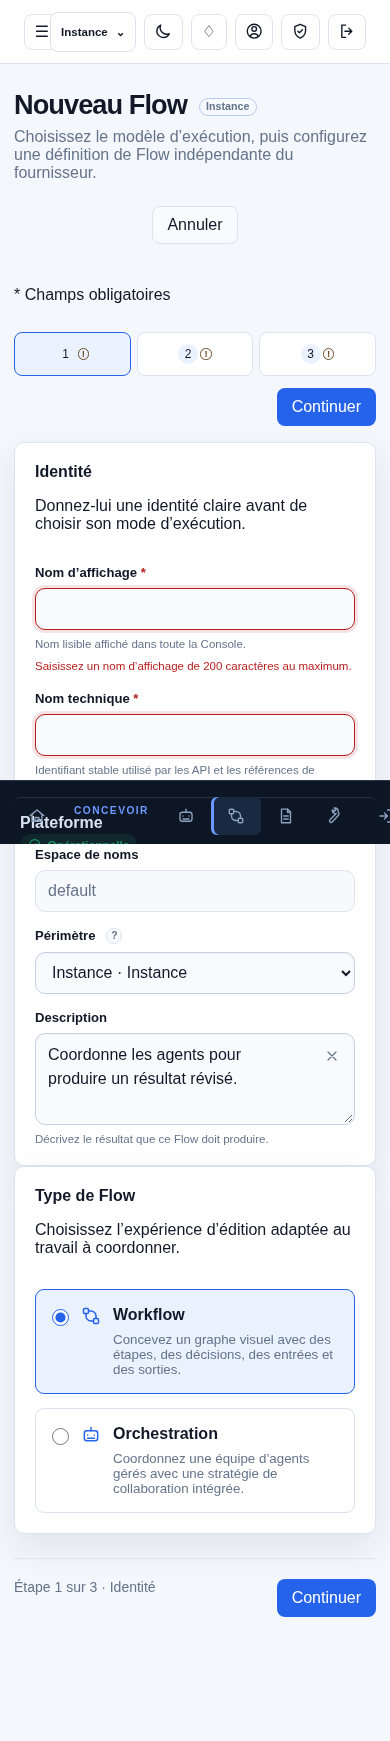 Instance
Nouveau Flow Instance
Choisissez le modèle d’exécution, puis configurez
une définition de Flow indépendante du
fournisseur.
Annuler
* Champs obligatoires
1
2
3
Continuer
Identité
Donnez-lui une identité claire avant de
choisir son mode d’exécution.
Nom d’affichage *
Nom lisible affiché dans toute la Console.
Saisissez un nom d’affichage de 200 caractères au maximum.
Nom technique *
Identifiant stable utilisé par les API et les références de
CONCEVOIR
Plateforme
Opérationnelle
Espace de noms
default
Périmètre ?
Instance · Instance
Description
Coordonne les agents pour
produire un résultat révisé.
Décrivez le résultat que ce Flow doit produire.
Type de Flow
Choisissez l’expérience d’édition adaptée au
travail à coordonner.
Workflow
Concevez un graphe visuel avec des
étapes, des décisions, des entrées et
des sorties.
Orchestration
Coordonnez une équipe d’agents
gérés avec une stratégie de
collaboration intégrée.
Étape 1 sur 3 · Identité
Continuer